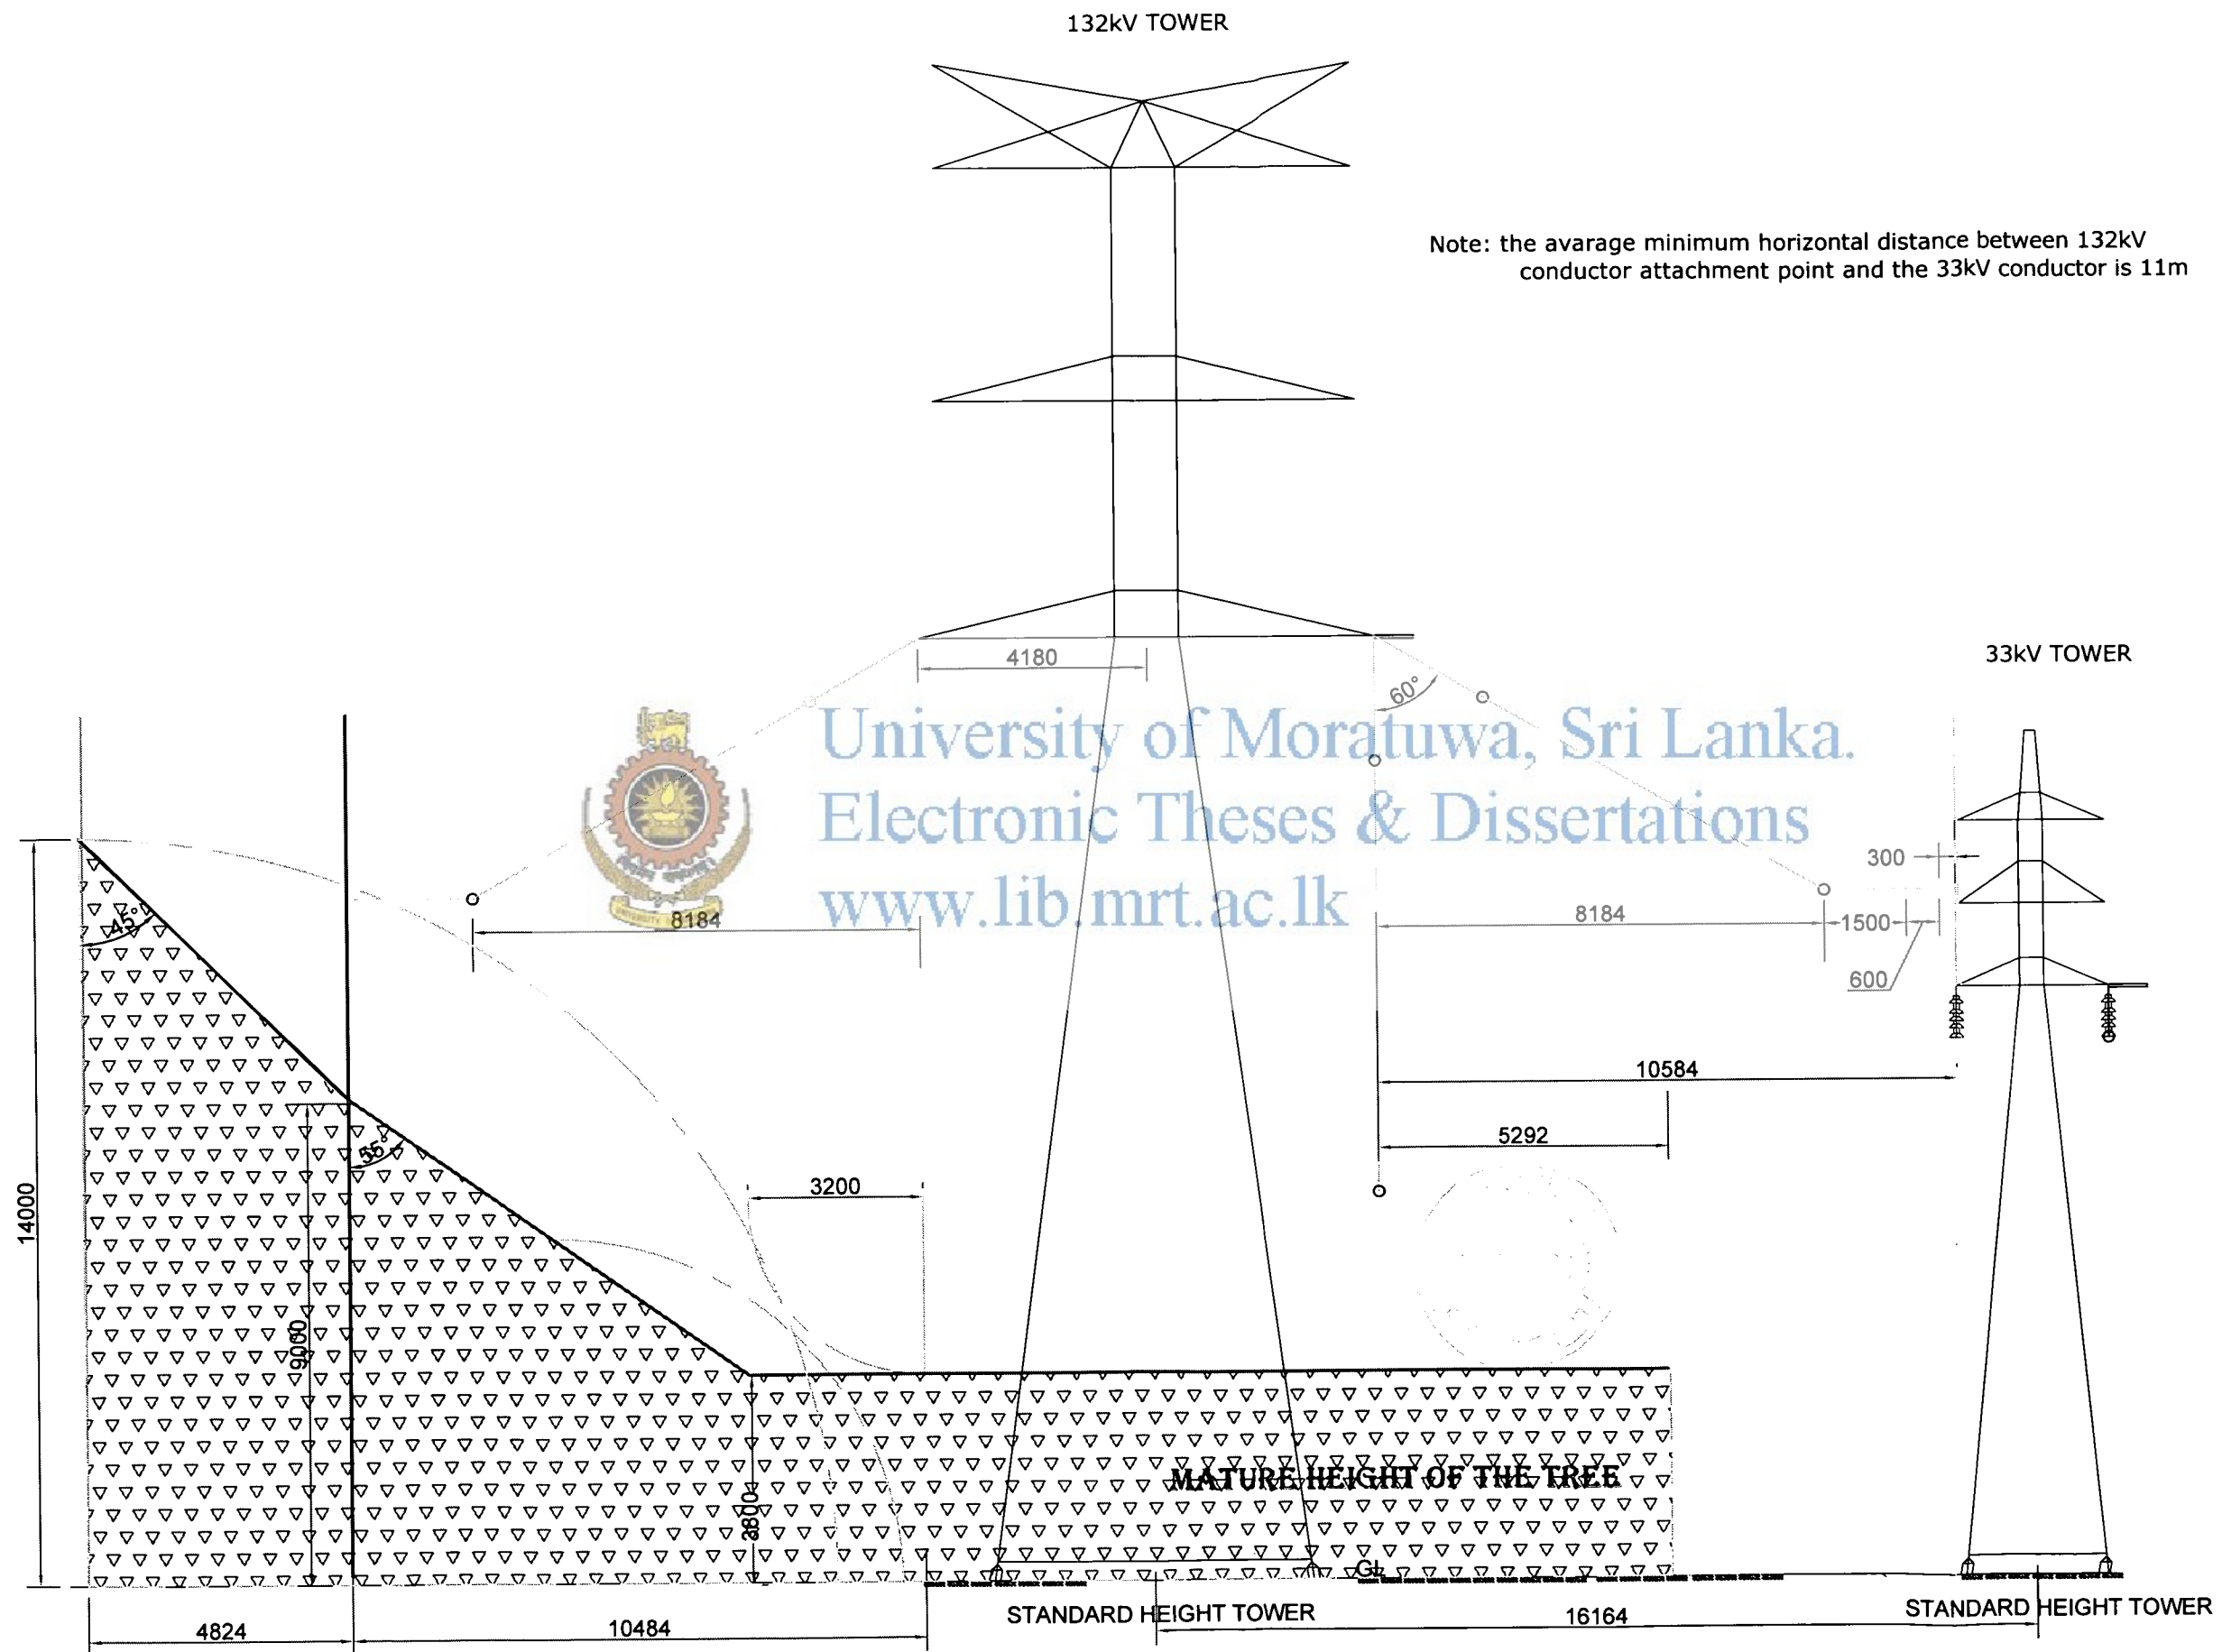 132kV TOWER
Note: the avarage minimum horizontal distance between 132kV
conductor attachment point and the 33kV conductor is 11m
4180
33kV TOWER
60°
University of Moratuwa, Sri Lanka.
Electronic Theses & Dissertations
www.lib.mrt.ac.lk
300
45°
8184
8184
1500
600
10584
5292
55°
3200
14000
9000
3800
MATURE HEIGHT OF THE TREE
GL
STANDARD HEIGHT TOWER
16164
STANDARD HEIGHT TOWER
4824
10484